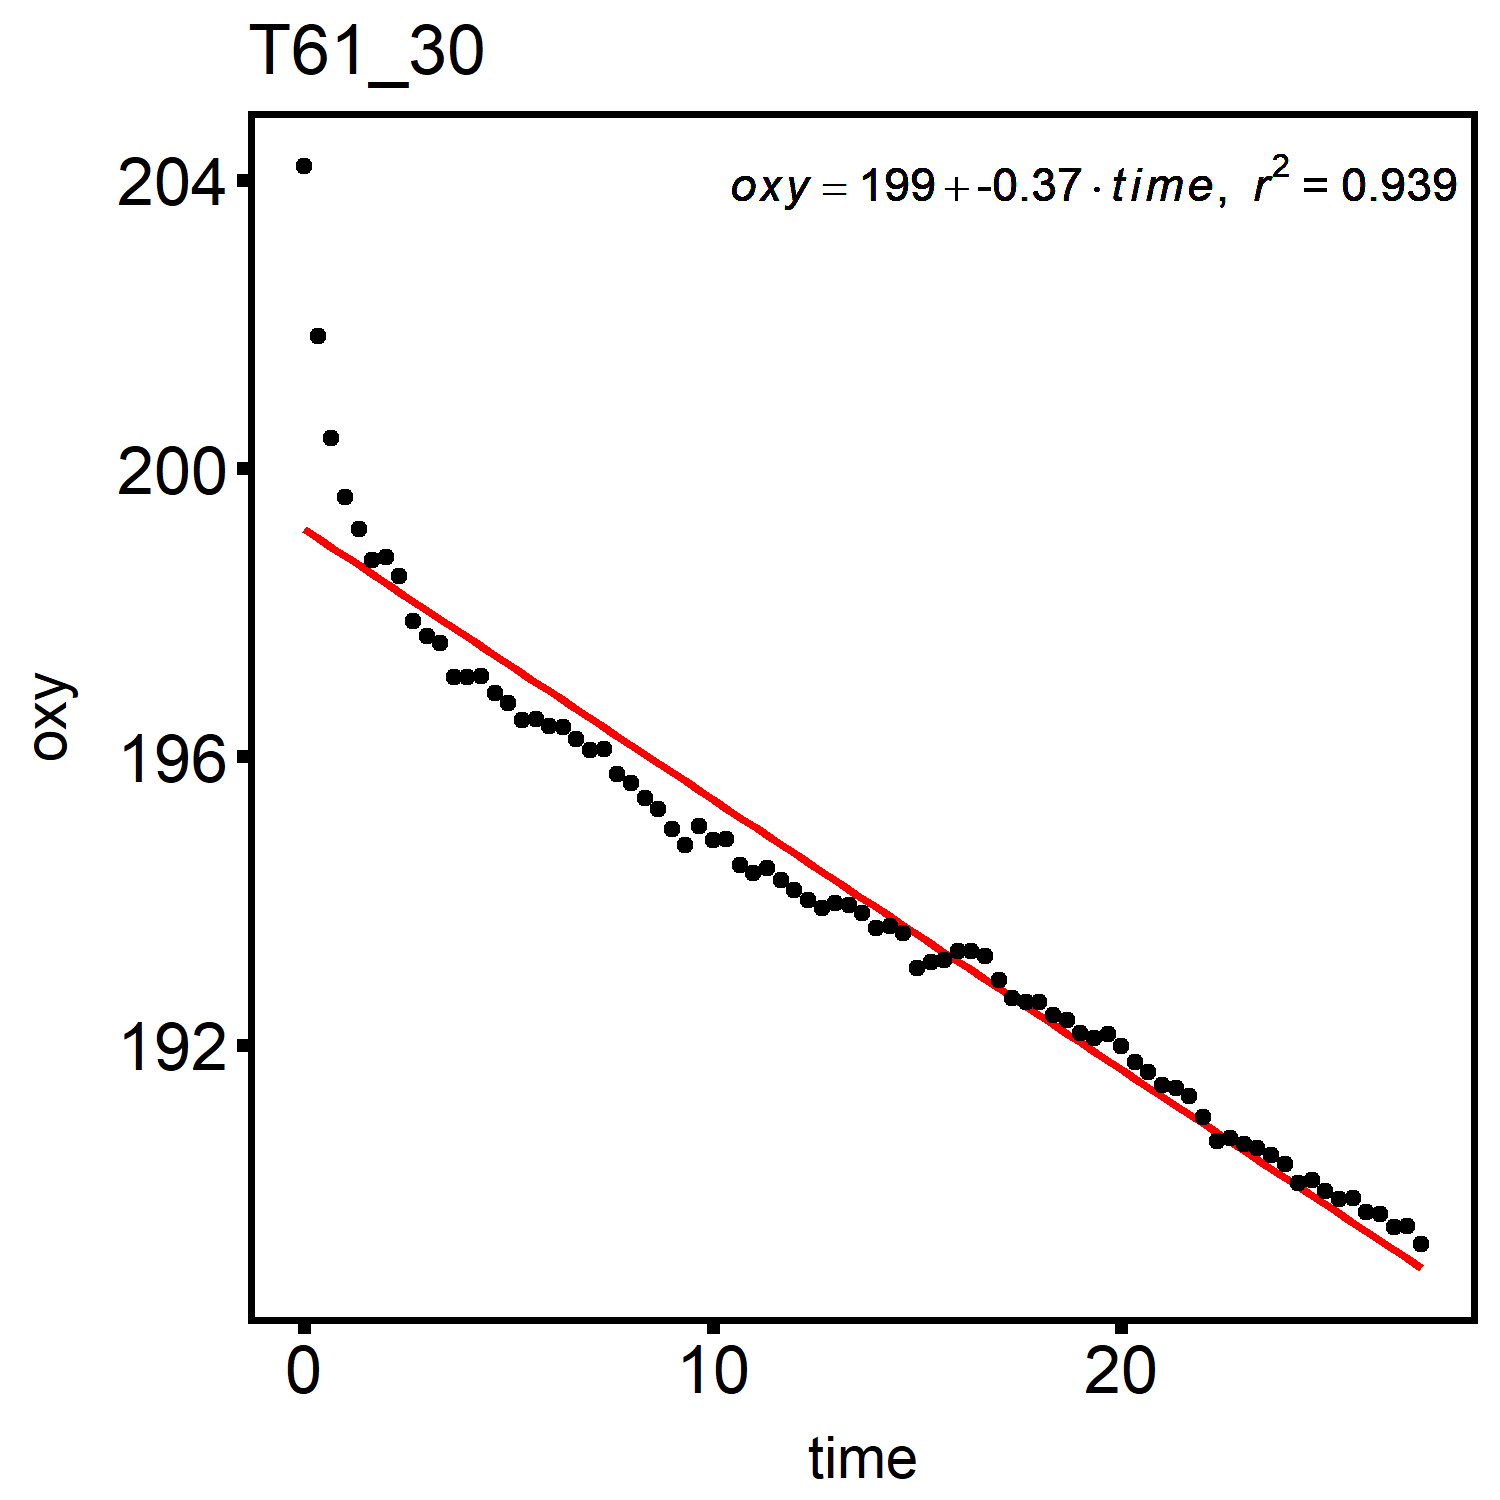 T61_30
oxy = 199 + -0.37 · time, r² = 0.939
204
200
196
192
oxy
0 10 20
time